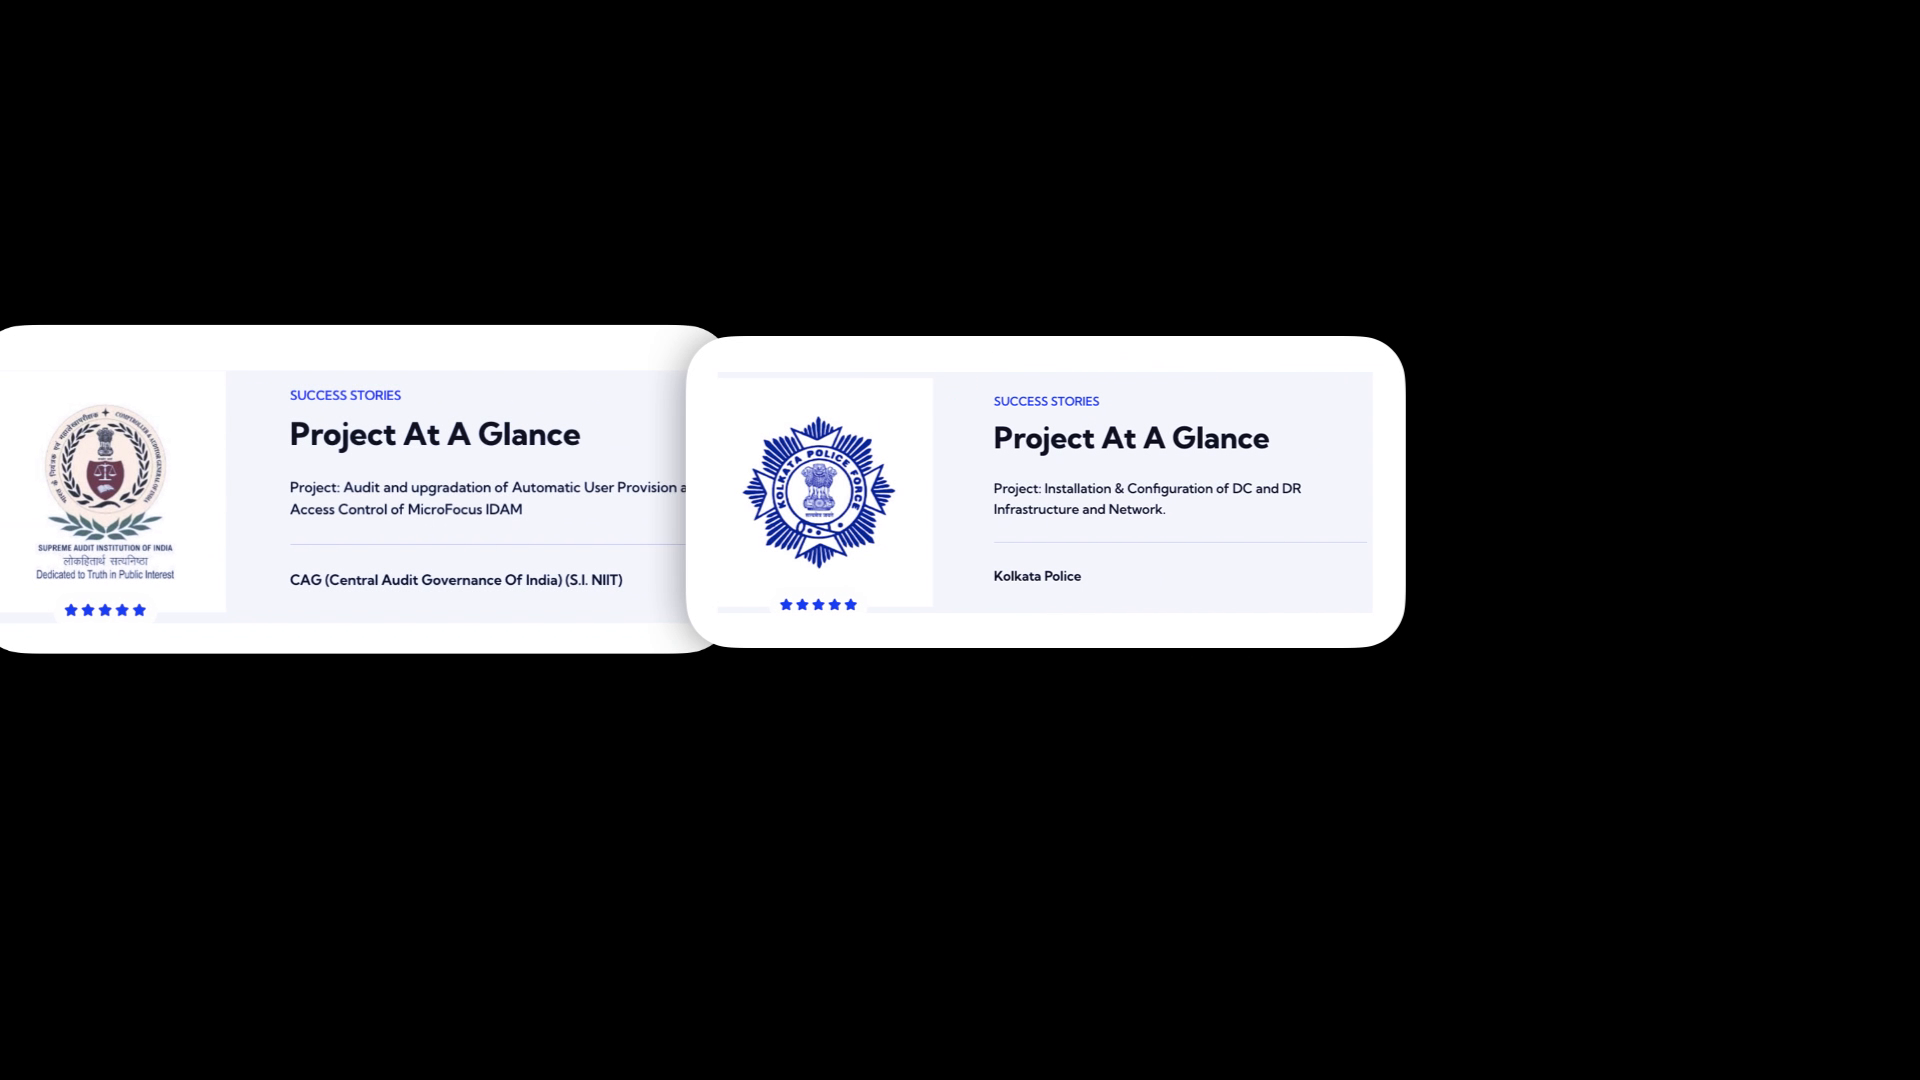 SUCCESS STORIES
Project At A Glance
Project: Audit and upgradation of Automatic User Provision
Access Control of MicroFocus IDAM
CAG (Central Audit Governance Of India) (S.I. NIIT)
SUPREME AUDIT INSTITUTION OF INDIA
लोकहितार्थ सत्यनिष्ठा
Dedicated to Truth in Public Interest
SUCCESS STORIES
Project At A Glance
Project: Installation & Configuration of DC and DR
Infrastructure and Network.
Kolkata Police
KOLKATA POLICE FORCE